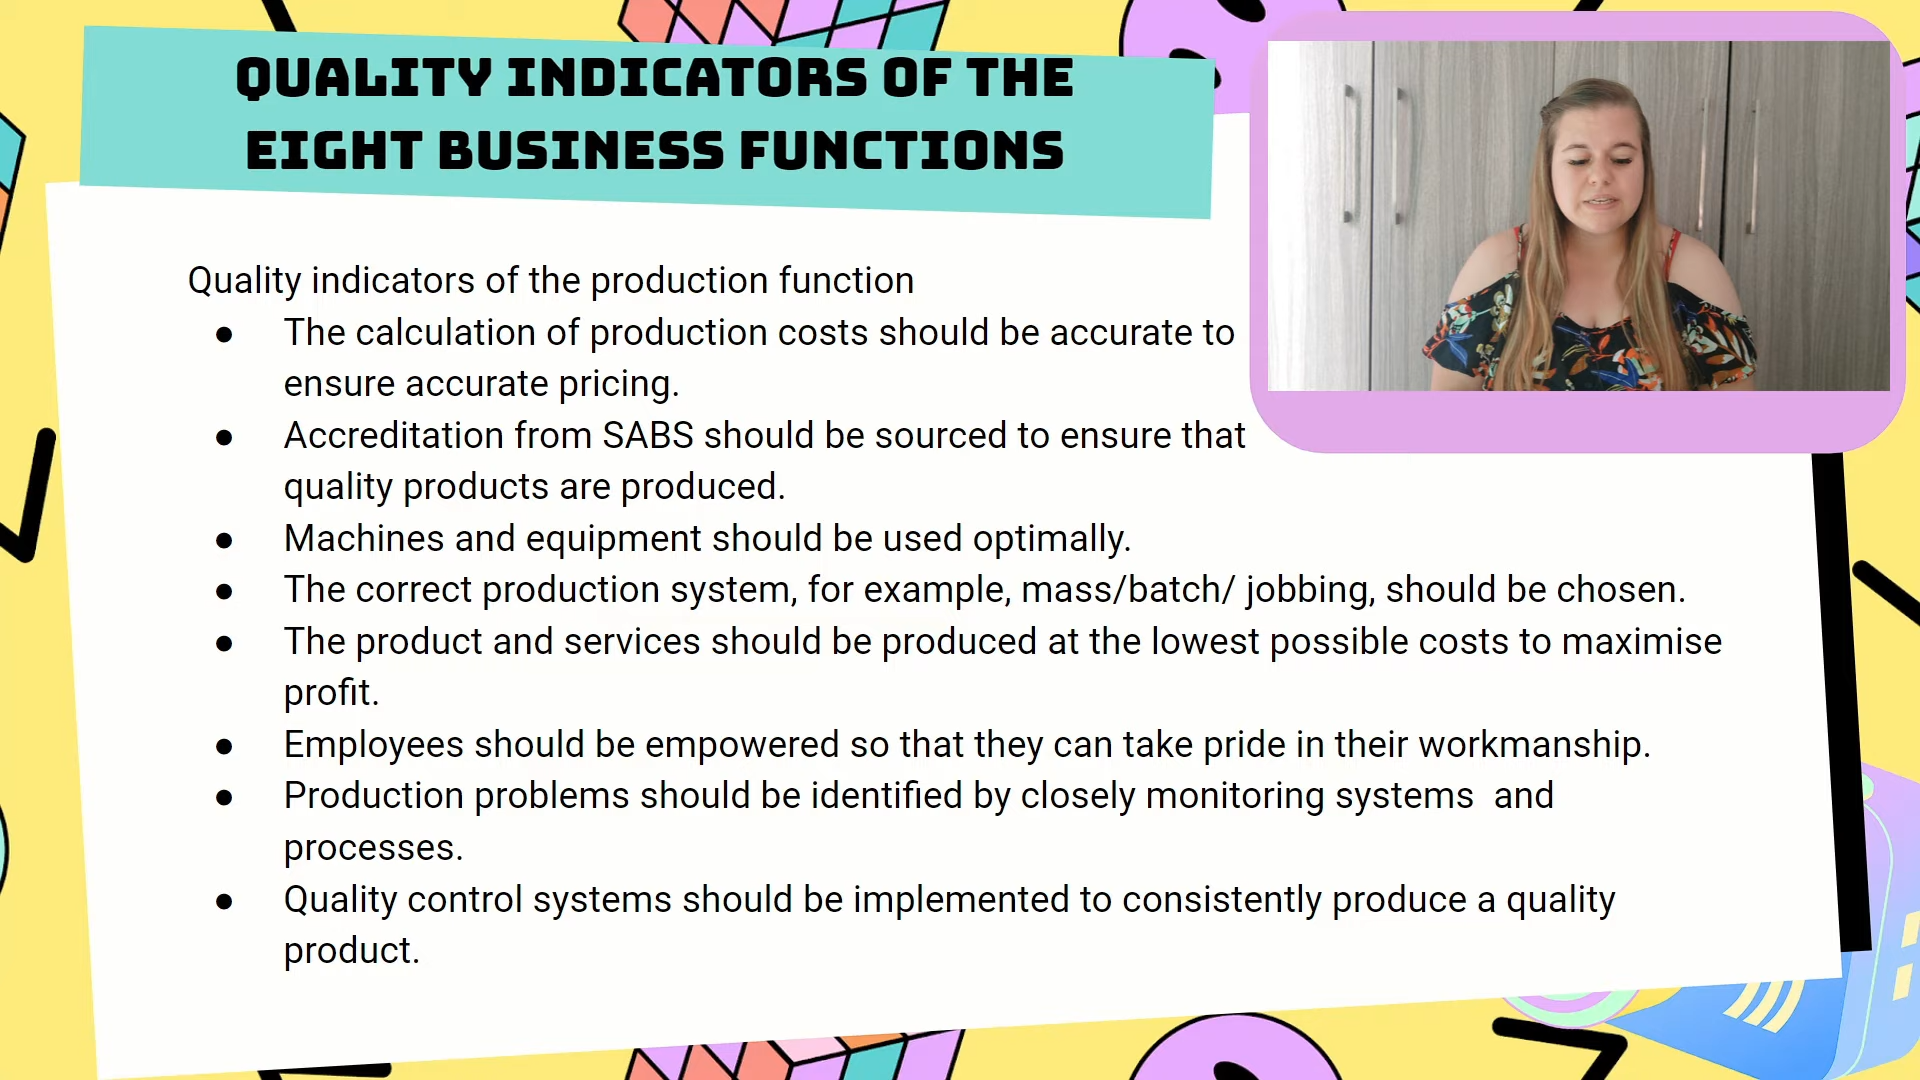 QUALITY INDICATORS OF THE
EIGHT BUSINESS FUNCTIONS
Quality indicators of the production function
● The calculation of production costs should be accurate to
ensure accurate pricing.
● Accreditation from SABS should be sourced to ensure that
quality products are produced.
● Machines and equipment should be used optimally.
● The correct production system, for example, mass/batch/ jobbing, should be chosen.
● The product and services should be produced at the lowest possible costs to maximise
profit.
● Employees should be empowered so that they can take pride in their workmanship.
● Production problems should be identified by closely monitoring systems  and
processes.
● Quality control systems should be implemented to consistently produce a quality
product.